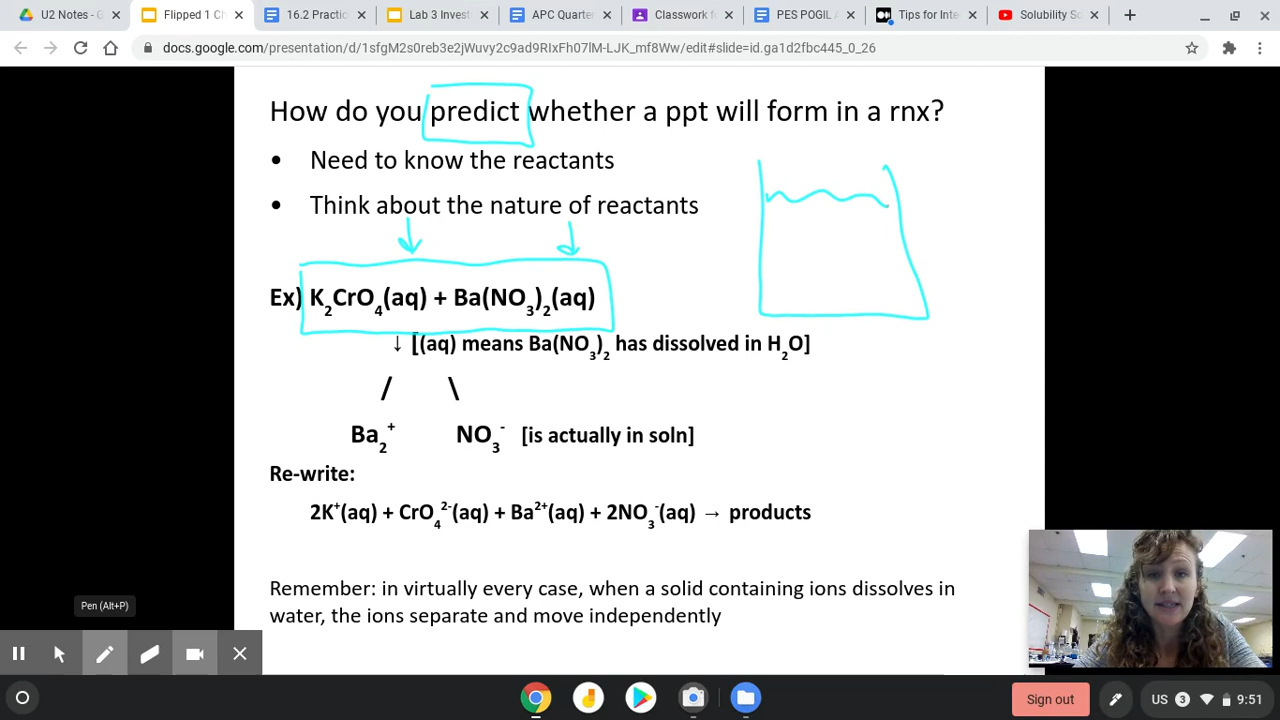 U2 Notes - G
Flipped 1 Ch
16.2 Practic
Lab 3 Invest
APC Quarter
Classwork fo
PES POGIL A
Tips for Inte
Solubility So
docs.google.com/presentation/d/1sfgM2s0reb3e2jWuvy2c9ad9RIxFh07lM-LJK_mf8Ww/edit#slide=id.ga1d2fbc445_0_26
How do you predict whether a ppt will form in a rnx?
• Need to know the reactants
• Think about the nature of reactants
Ex) K₂CrO₄(aq) + Ba(NO₃)₂(aq)
↓ [(aq) means Ba(NO₃)₂ has dissolved in H₂O]
/ \
Ba₂⁺ NO₃⁻ [is actually in soln]
Re-write:
2K⁺(aq) + CrO₄²⁻(aq) + Ba²⁺(aq) + 2NO₃⁻(aq) → products
Remember: in virtually every case, when a solid containing ions dissolves in
water, the ions separate and move independently
Pen (Alt+P)
Sign out
US 3 9:51